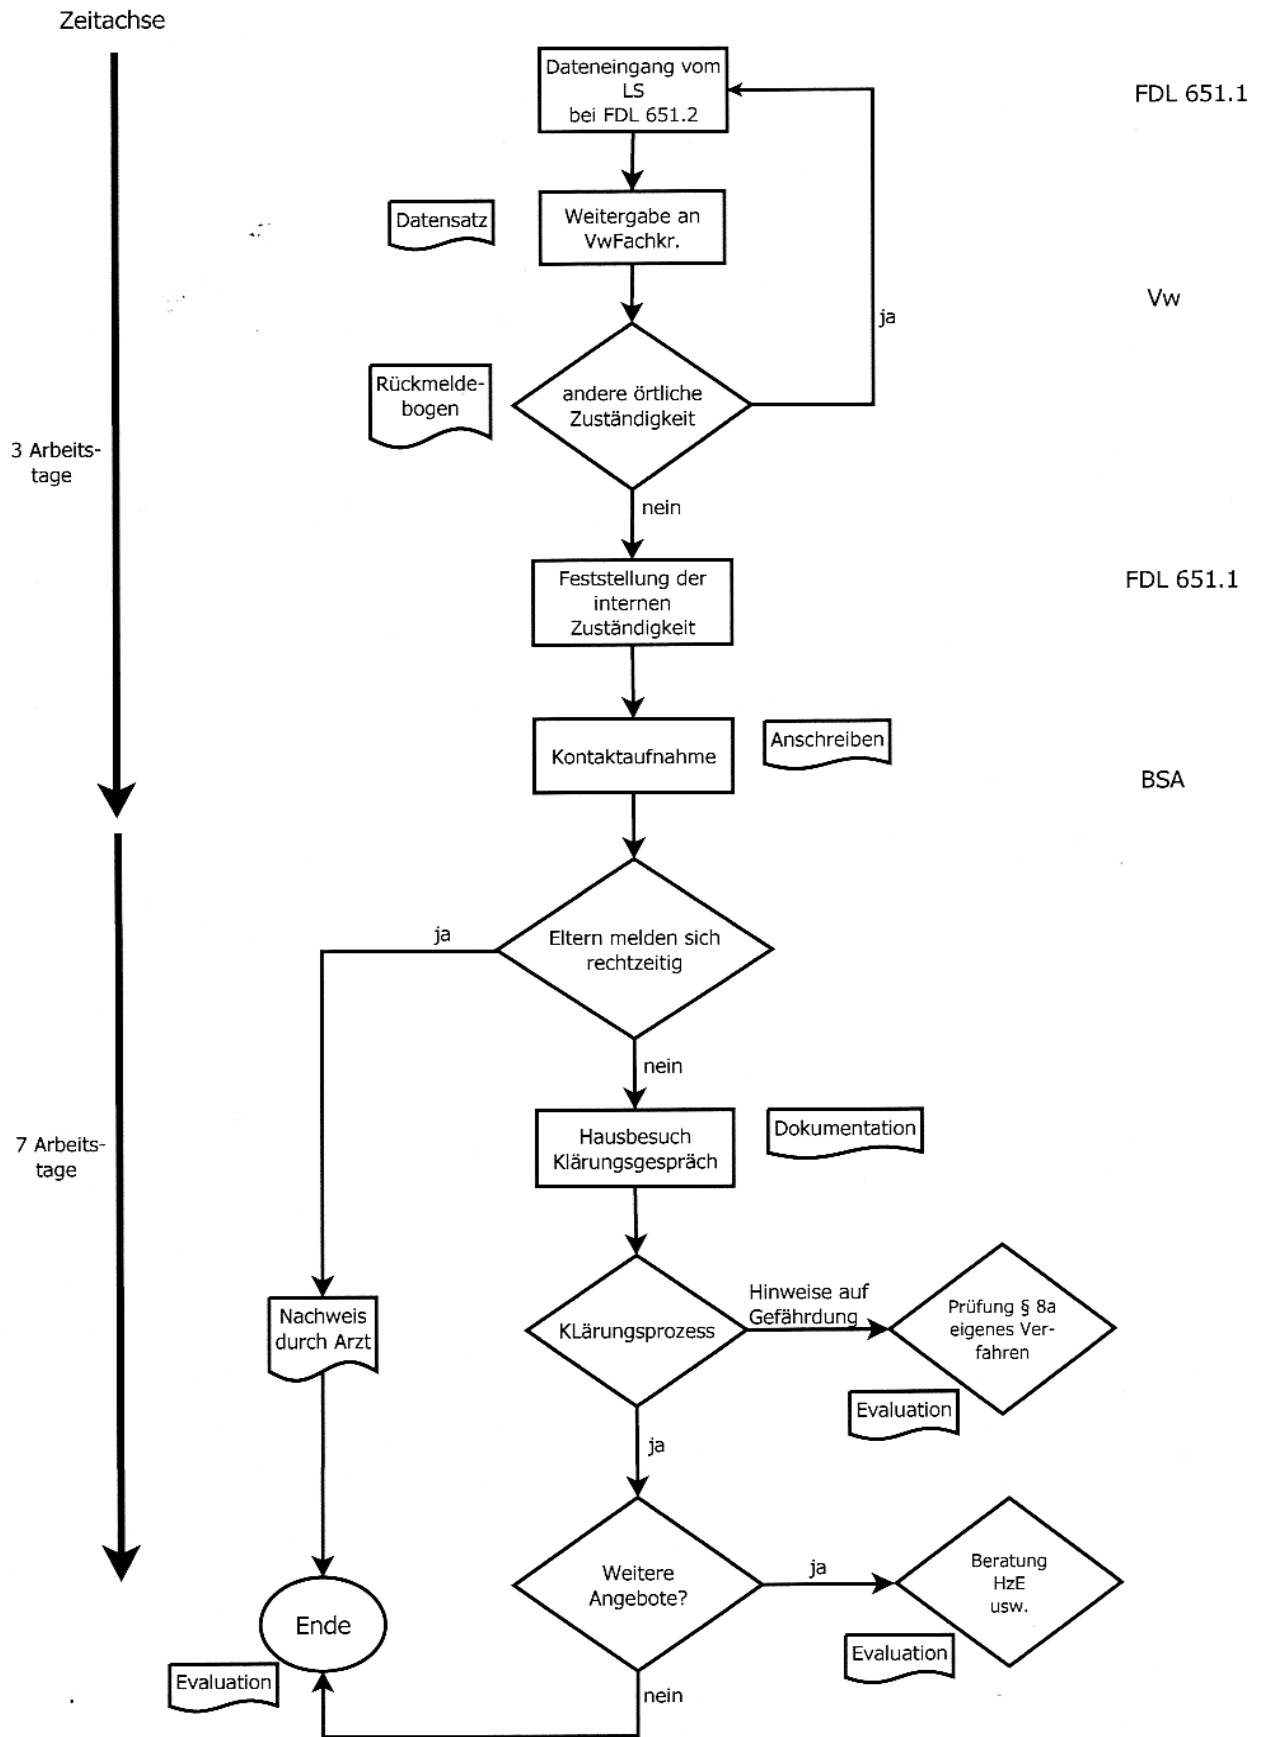 Zeitachse
Dateneingang vom
LS
bei FDL 651.2
FDL 651.1
Datensatz
Weitergabe an
VwFachkr.
Vw
ja
Rückmelde-
bogen
andere örtliche
Zuständigkeit
3 Arbeits-
tage
nein
Feststellung der
internen
Zuständigkeit
FDL 651.1
Kontaktaufnahme
Anschreiben
BSA
ja
Eltern melden sich
rechtzeitig
nein
7 Arbeits-
tage
Hausbesuch
Klärungsgespräch
Dokumentation
Nachweis
durch Arzt
KLärungsprozess
Hinweise auf
Gefährdung
Prüfung § 8a
eigenes Ver-
fahren
Evaluation
ja
Weitere
Angebote?
ja
Beratung
HzE
usw.
Evaluation
Ende
Evaluation
nein